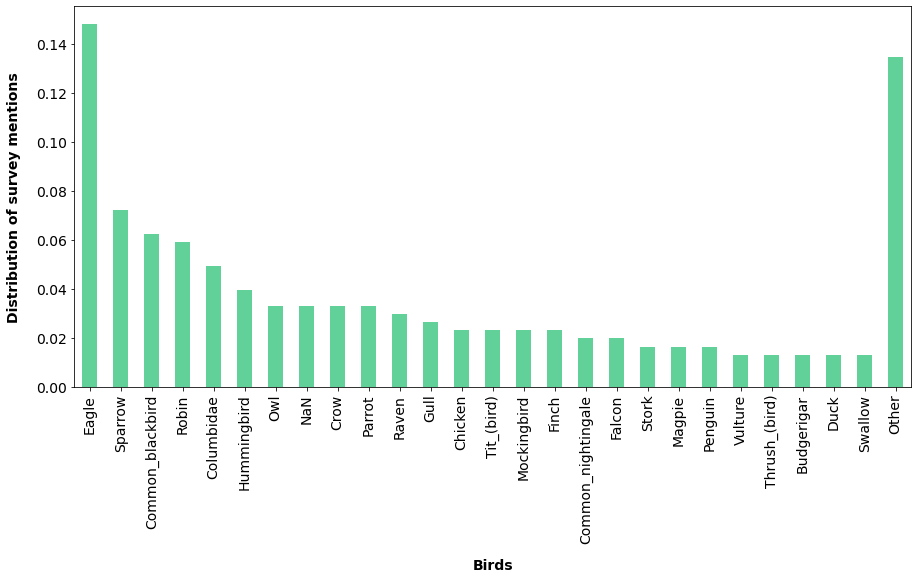 Distribution of survey mentions
0.14
0.12
0.10
0.08
0.06
0.04
0.02
0.00
Eagle
Sparrow
Common_blackbird
Robin
Columbidae
Hummingbird
Owl
NaN
Crow
Parrot
Raven
Gull
Chicken
Tit_(bird)
Mockingbird
Finch
Common_nightingale
Falcon
Stork
Magpie
Penguin
Vulture
Thrush_(bird)
Budgerigar
Duck
Swallow
Other
Birds